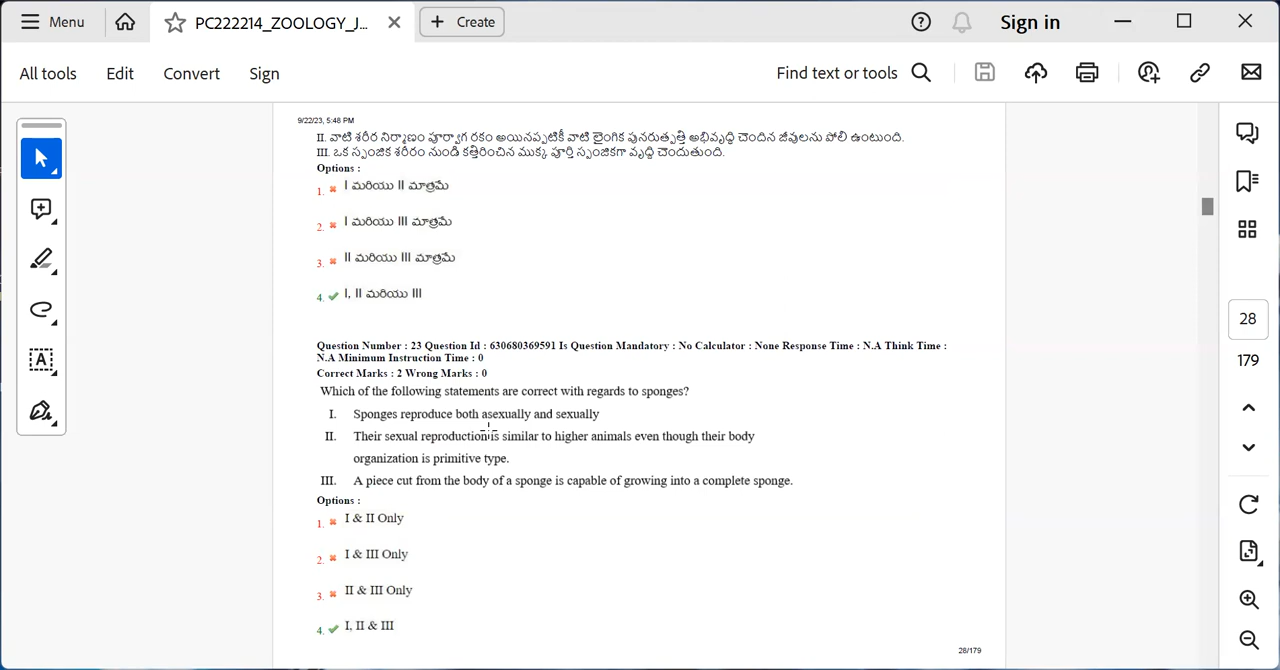 Menu
PC222214_ZOOLOGY_J...
Create
Sign in
All tools
Edit
Convert
Sign
Find text or tools
9/22/23, 5:48 PM
II. వాటి శరీర నిర్మాణం పూర్వాగ రకం అయినప్పటికీ వాటి లైంగిక పునరుత్పత్తి అభివృద్ధి చెందిన జీవులను పోలి ఉంటుంది.
III. ఒక స్పంజిక శరీరం నుండి కత్తిరించిన ముక్క పూర్తి స్పంజికగా వృద్ధి చెందుతుంది.
Options :
1. I మరియు II మాత్రమే
2. I మరియు III మాత్రమే
3. II మరియు III మాత్రమే
4. I, II మరియు III
Question Number : 23 Question Id : 630680369591 Is Question Mandatory : No Calculator : None Response Time : N.A Think Time :
N.A Minimum Instruction Time : 0
Correct Marks : 2 Wrong Marks : 0
Which of the following statements are correct with regards to sponges?
I. Sponges reproduce both asexually and sexually
II. Their sexual reproduction is similar to higher animals even though their body
organization is primitive type.
III. A piece cut from the body of a sponge is capable of growing into a complete sponge.
Options :
1. I & II Only
2. I & III Only
3. II & III Only
4. I, II & III
28/179
28
179